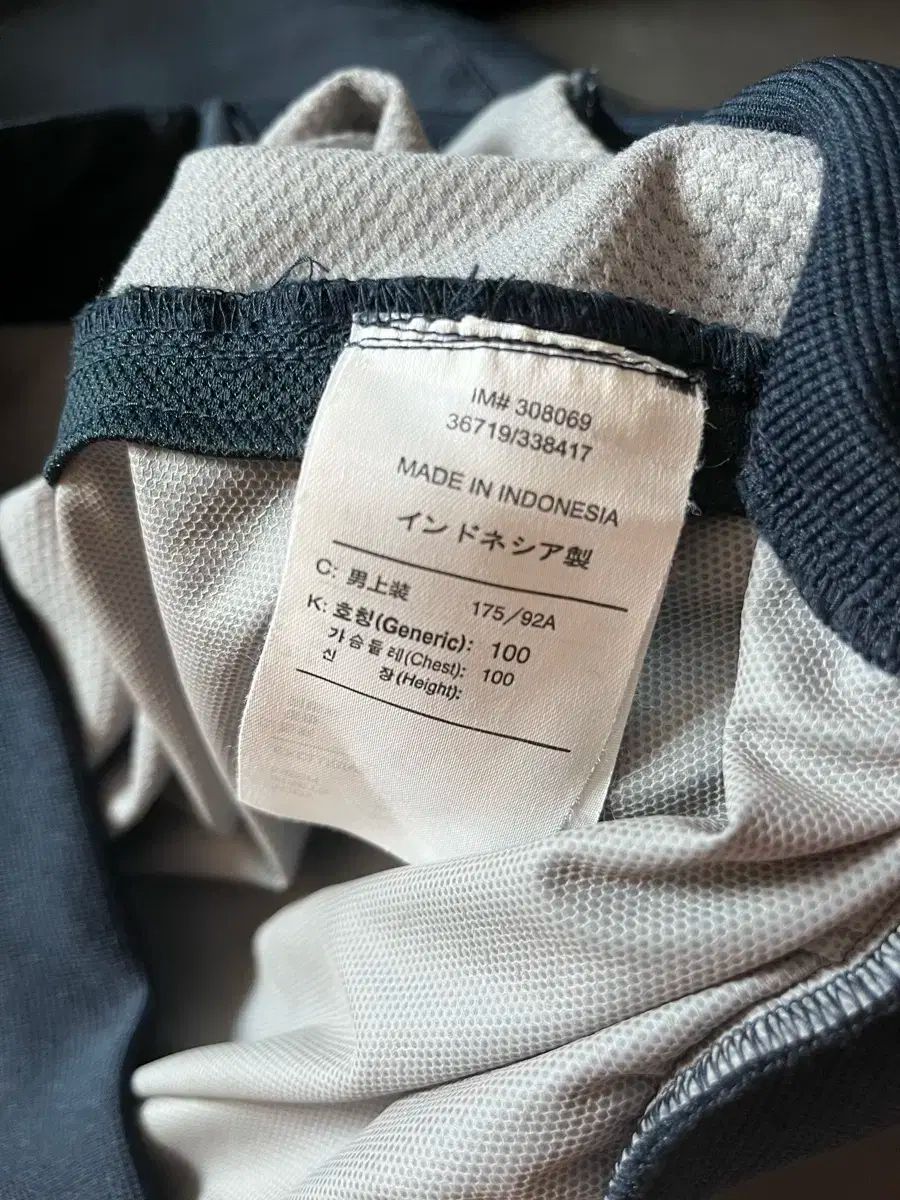 IM# 308069
36719/338417
MADE IN INDONESIA
インドネシア製
C: 男上装 175/92A
K: 호칭(Generic): 100
가슴둘레(Chest): 100
신 장(Height):